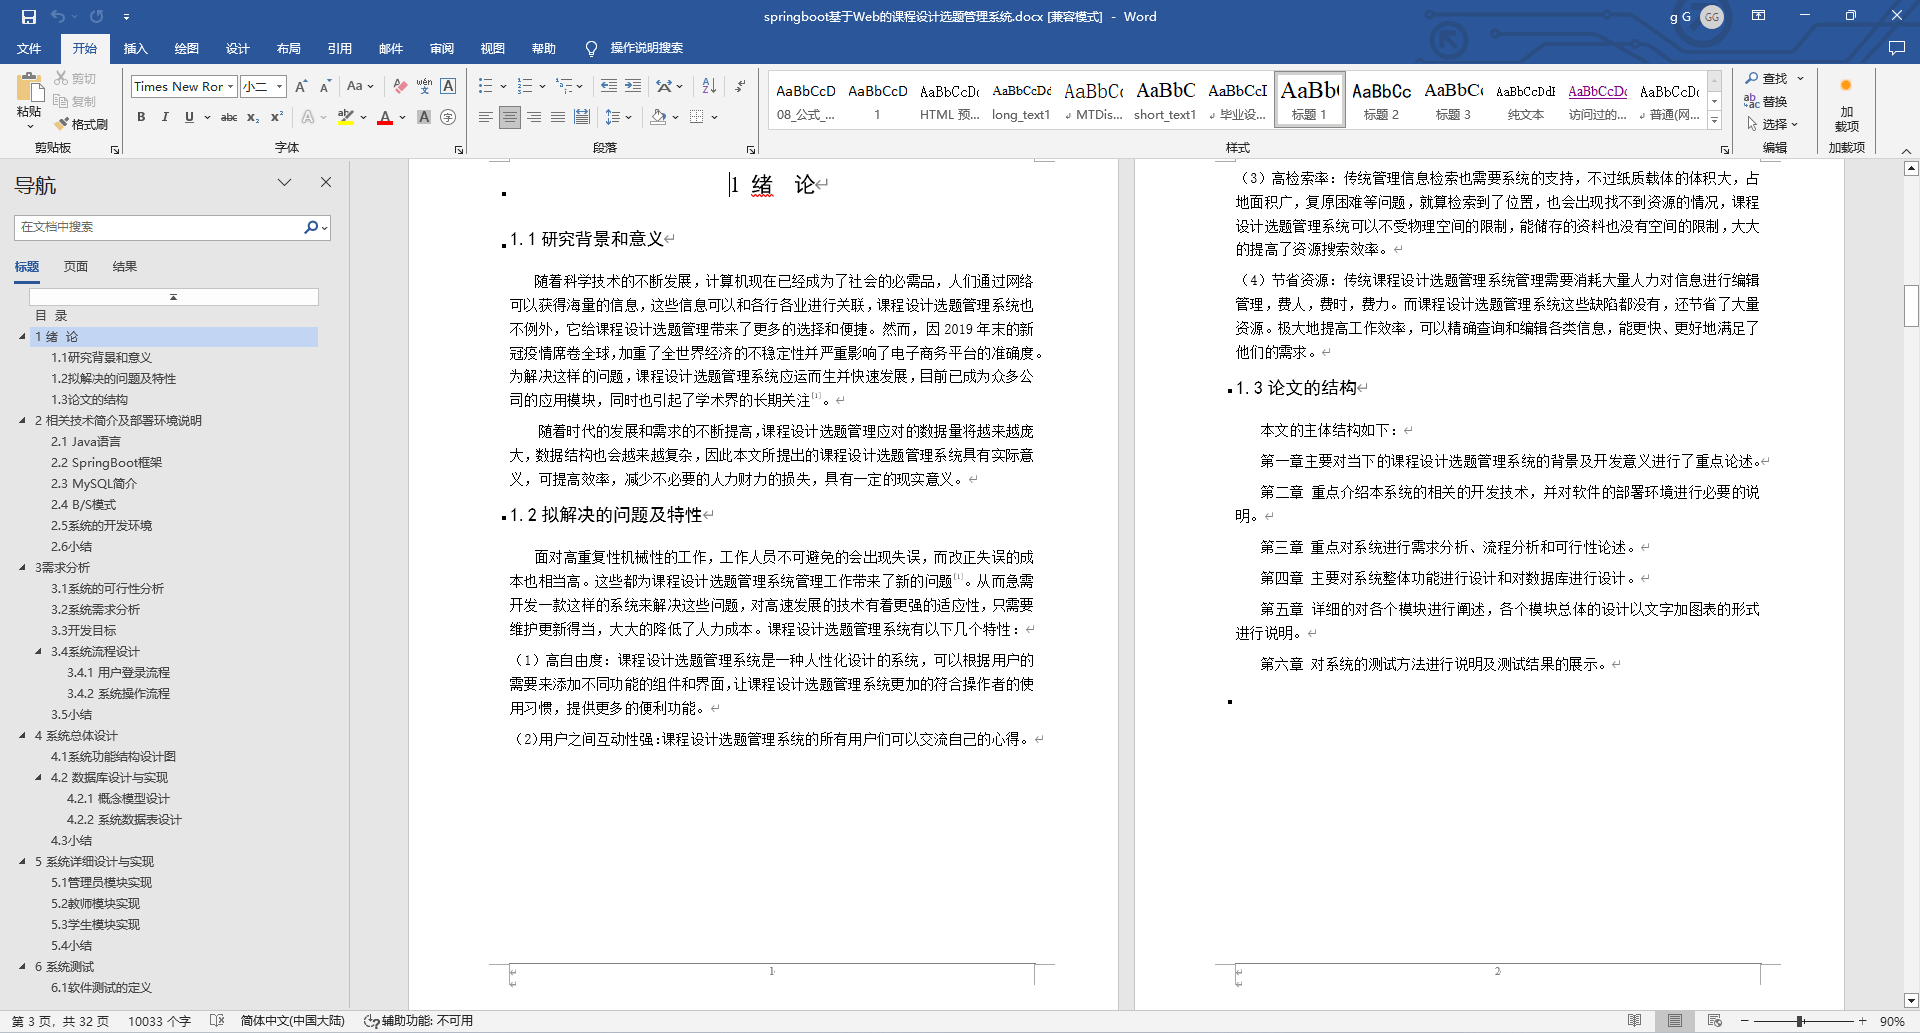 springboot基于Web的课程设计选题管理系统.docx [兼容模式] - Word
g G GG
文件 开始 插入 绘图 设计 布局 引用 邮件 审阅 视图 帮助 操作说明搜索
粘贴 剪切 复制 格式刷
Times New Ror 小二
AaBbCcD AaBbCcD AaBbCcD AaBbCcDd AaBbC AaBbC AaBbCcI AaBb AaBbCc AaBbC AaBbCcDdE AaBbCcD AaBbCcD
08_公式_... 1 HTML 预... long_text1 MTDis... short_text1 毕业设... 标题 1 标题 2 标题 3 纯文本 访问过的... 普通(网...
查找 替换 选择
加载项
剪贴板 字体 段落 样式 编辑 加载项
导航
在文档中搜索
标题 页面 结果
目 录
1 绪 论
1.1研究背景和意义
1.2拟解决的问题及特性
1.3论文的结构
2 相关技术简介及部署环境说明
2.1 Java语言
2.2 SpringBoot框架
2.3 MySQL简介
2.4 B/S模式
2.5系统的开发环境
2.6小结
3需求分析
3.1系统的可行性分析
3.2系统需求分析
3.3开发目标
3.4系统流程设计
3.4.1 用户登录流程
3.4.2 系统操作流程
3.5小结
4 系统总体设计
4.1系统功能结构设计图
4.2 数据库设计与实现
4.2.1 概念模型设计
4.2.2 系统数据表设计
4.3小结
5 系统详细设计与实现
5.1管理员模块实现
5.2教师模块实现
5.3学生模块实现
5.4小结
6 系统测试
6.1软件测试的定义
1 绪 论
1.1 研究背景和意义
随着科学技术的不断发展，计算机现在已经成为了社会的必需品，人们通过网络
可以获得海量的信息，这些信息可以和各行各业进行关联，课程设计选题管理系统也
不例外，它给课程设计选题管理带来了更多的选择和便捷。然而，因 2019 年末的新
冠疫情席卷全球，加重了全世界经济的不稳定性并严重影响了电子商务平台的准确度。
为解决这样的问题，课程设计选题管理系统应运而生并快速发展，目前已成为众多公
司的应用模块，同时也引起了学术界的长期关注[1]。
随着时代的发展和需求的不断提高，课程设计选题管理应对的数据量将越来越庞
大，数据结构也会越来越复杂，因此本文所提出的课程设计选题管理系统具有实际意
义，可提高效率，减少不必要的人力财力的损失，具有一定的现实意义。
1.2 拟解决的问题及特性
面对高重复性机械性的工作，工作人员不可避免的会出现失误，而改正失误的成
本也相当高。这些都为课程设计选题管理系统管理工作带来了新的问题[1]。从而急需
开发一款这样的系统来解决这些问题，对高速发展的技术有着更强的适应性，只需要
维护更新得当，大大的降低了人力成本。课程设计选题管理系统有以下几个特性：
（1）高自由度：课程设计选题管理系统是一种人性化设计的系统，可以根据用户的
需要来添加不同功能的组件和界面，让课程设计选题管理系统更加的符合操作者的使
用习惯，提供更多的便利功能。
（2）用户之间互动性强：课程设计选题管理系统的所有用户们可以交流自己的心得。
1
（3）高检索率：传统管理信息检索也需要系统的支持，不过纸质载体的体积大，占
地面积广，复原困难等问题，就算检索到了位置，也会出现找不到资源的情况，课程
设计选题管理系统可以不受物理空间的限制，能储存的资料也没有空间的限制，大大
的提高了资源搜索效率。
（4）节省资源：传统课程设计选题管理系统管理需要消耗大量人力对信息进行编辑
管理，费人，费时，费力。而课程设计选题管理系统这些缺陷都没有，还节省了大量
资源。极大地提高工作效率，可以精确查询和编辑各类信息，能更快、更好地满足了
他们的需求。
1.3 论文的结构
本文的主体结构如下：
第一章主要对当下的课程设计选题管理系统的背景及开发意义进行了重点论述。
第二章 重点介绍本系统的相关的开发技术，并对软件的部署环境进行必要的说
明。
第三章 重点对系统进行需求分析、流程分析和可行性论述。
第四章 主要对系统整体功能进行设计和对数据库进行设计。
第五章 详细的对各个模块进行阐述，各个模块总体的设计以文字加图表的形式
进行说明。
第六章 对系统的测试方法进行说明及测试结果的展示。
2
第 3 页，共 32 页 10033 个字 简体中文(中国大陆) 辅助功能: 不可用 90%